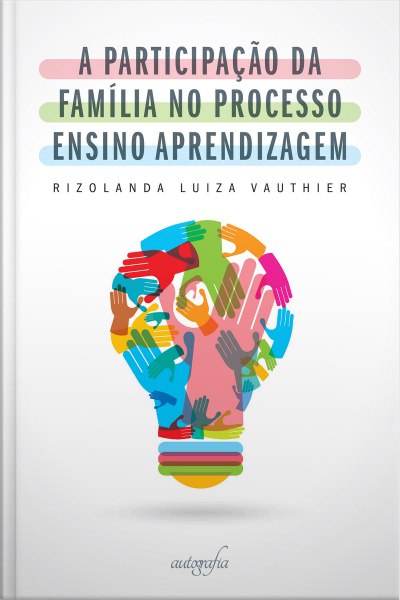 A PARTICIPAÇÃO DA
FAMÍLIA NO PROCESSO
ENSINO APRENDIZAGEM
RIZOLANDA LUIZA VAUTHIER
autografia